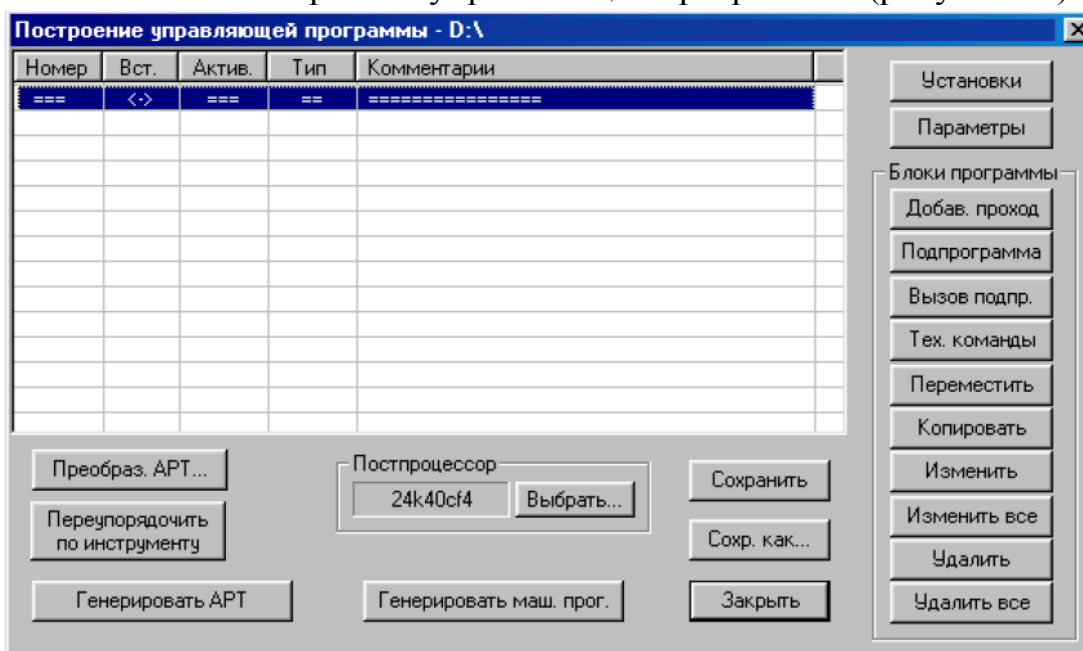 Построение управляющей программы - D:\
Номер Вст. Актив. Тип Комментарии
=== <-> === == ================
Установки
Параметры
Блоки программы
Добав. проход
Подпрограмма
Вызов подпр.
Тех. команды
Переместить
Копировать
Изменить
Изменить все
Удалить
Удалить все
Преобраз. АРТ...
Переупорядочить
по инструменту
Постпроцессор
24k40cf4 Выбрать...
Сохранить
Сохр. как...
Генерировать АРТ
Генерировать маш. прог.
Закрыть